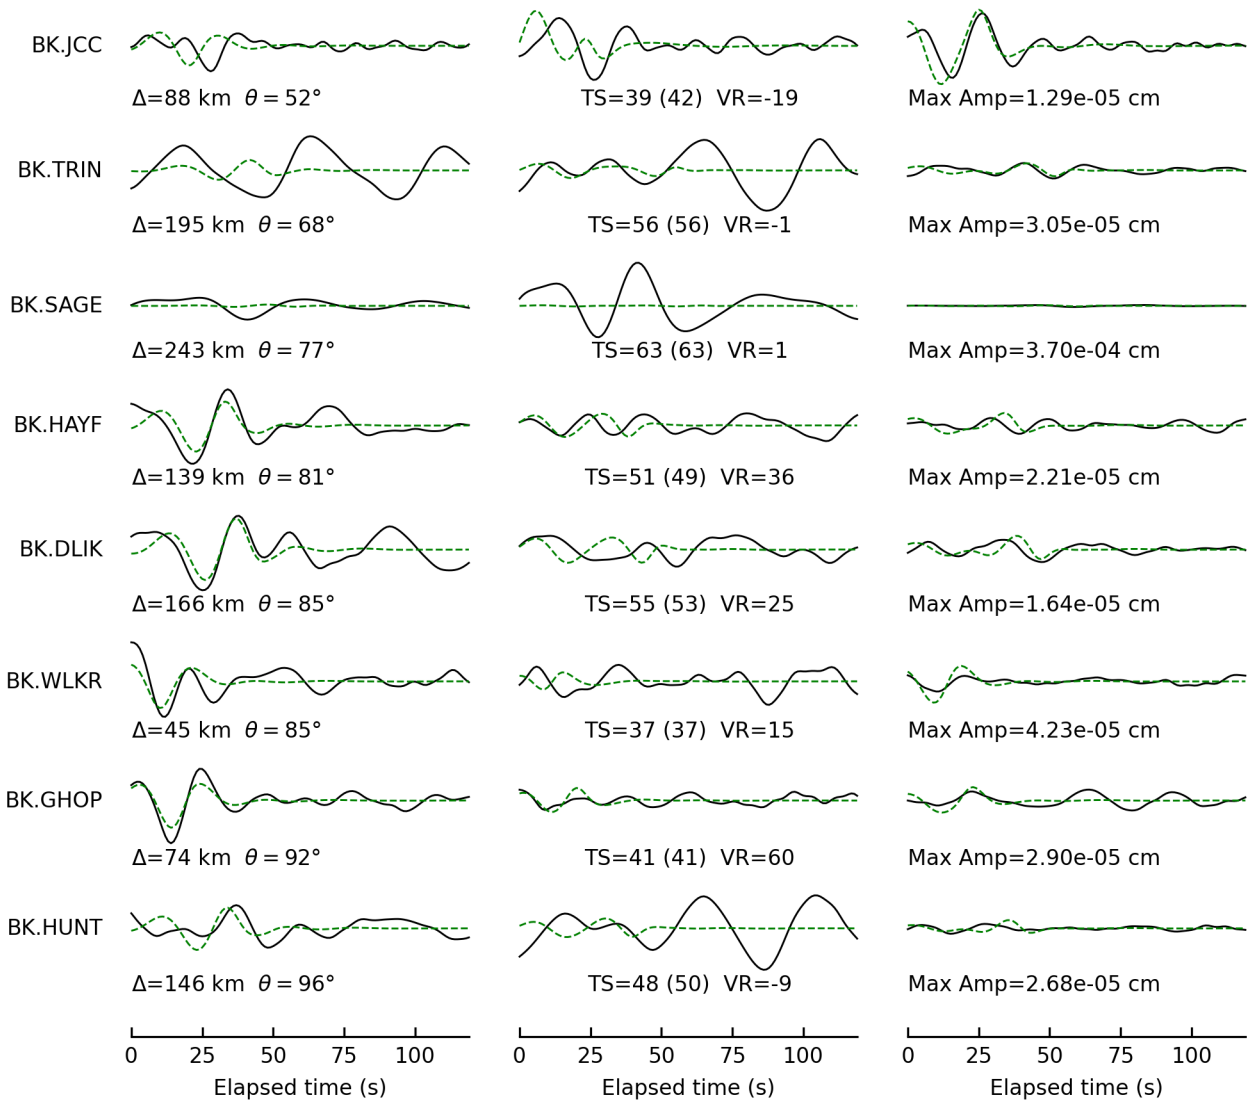 BK.JCC
Δ=88 km θ = 52° TS=39 (42) VR=-19 Max Amp=1.29e-05 cm
BK.TRIN
Δ=195 km θ = 68° TS=56 (56) VR=-1 Max Amp=3.05e-05 cm
BK.SAGE
Δ=243 km θ = 77° TS=63 (63) VR=1 Max Amp=3.70e-04 cm
BK.HAYF
Δ=139 km θ = 81° TS=51 (49) VR=36 Max Amp=2.21e-05 cm
BK.DLIK
Δ=166 km θ = 85° TS=55 (53) VR=25 Max Amp=1.64e-05 cm
BK.WLKR
Δ=45 km θ = 85° TS=37 (37) VR=15 Max Amp=4.23e-05 cm
BK.GHOP
Δ=74 km θ = 92° TS=41 (41) VR=60 Max Amp=2.90e-05 cm
BK.HUNT
Δ=146 km θ = 96° TS=48 (50) VR=-9 Max Amp=2.68e-05 cm
0 25 50 75 100 0 25 50 75 100 0 25 50 75 100
Elapsed time (s) Elapsed time (s) Elapsed time (s)